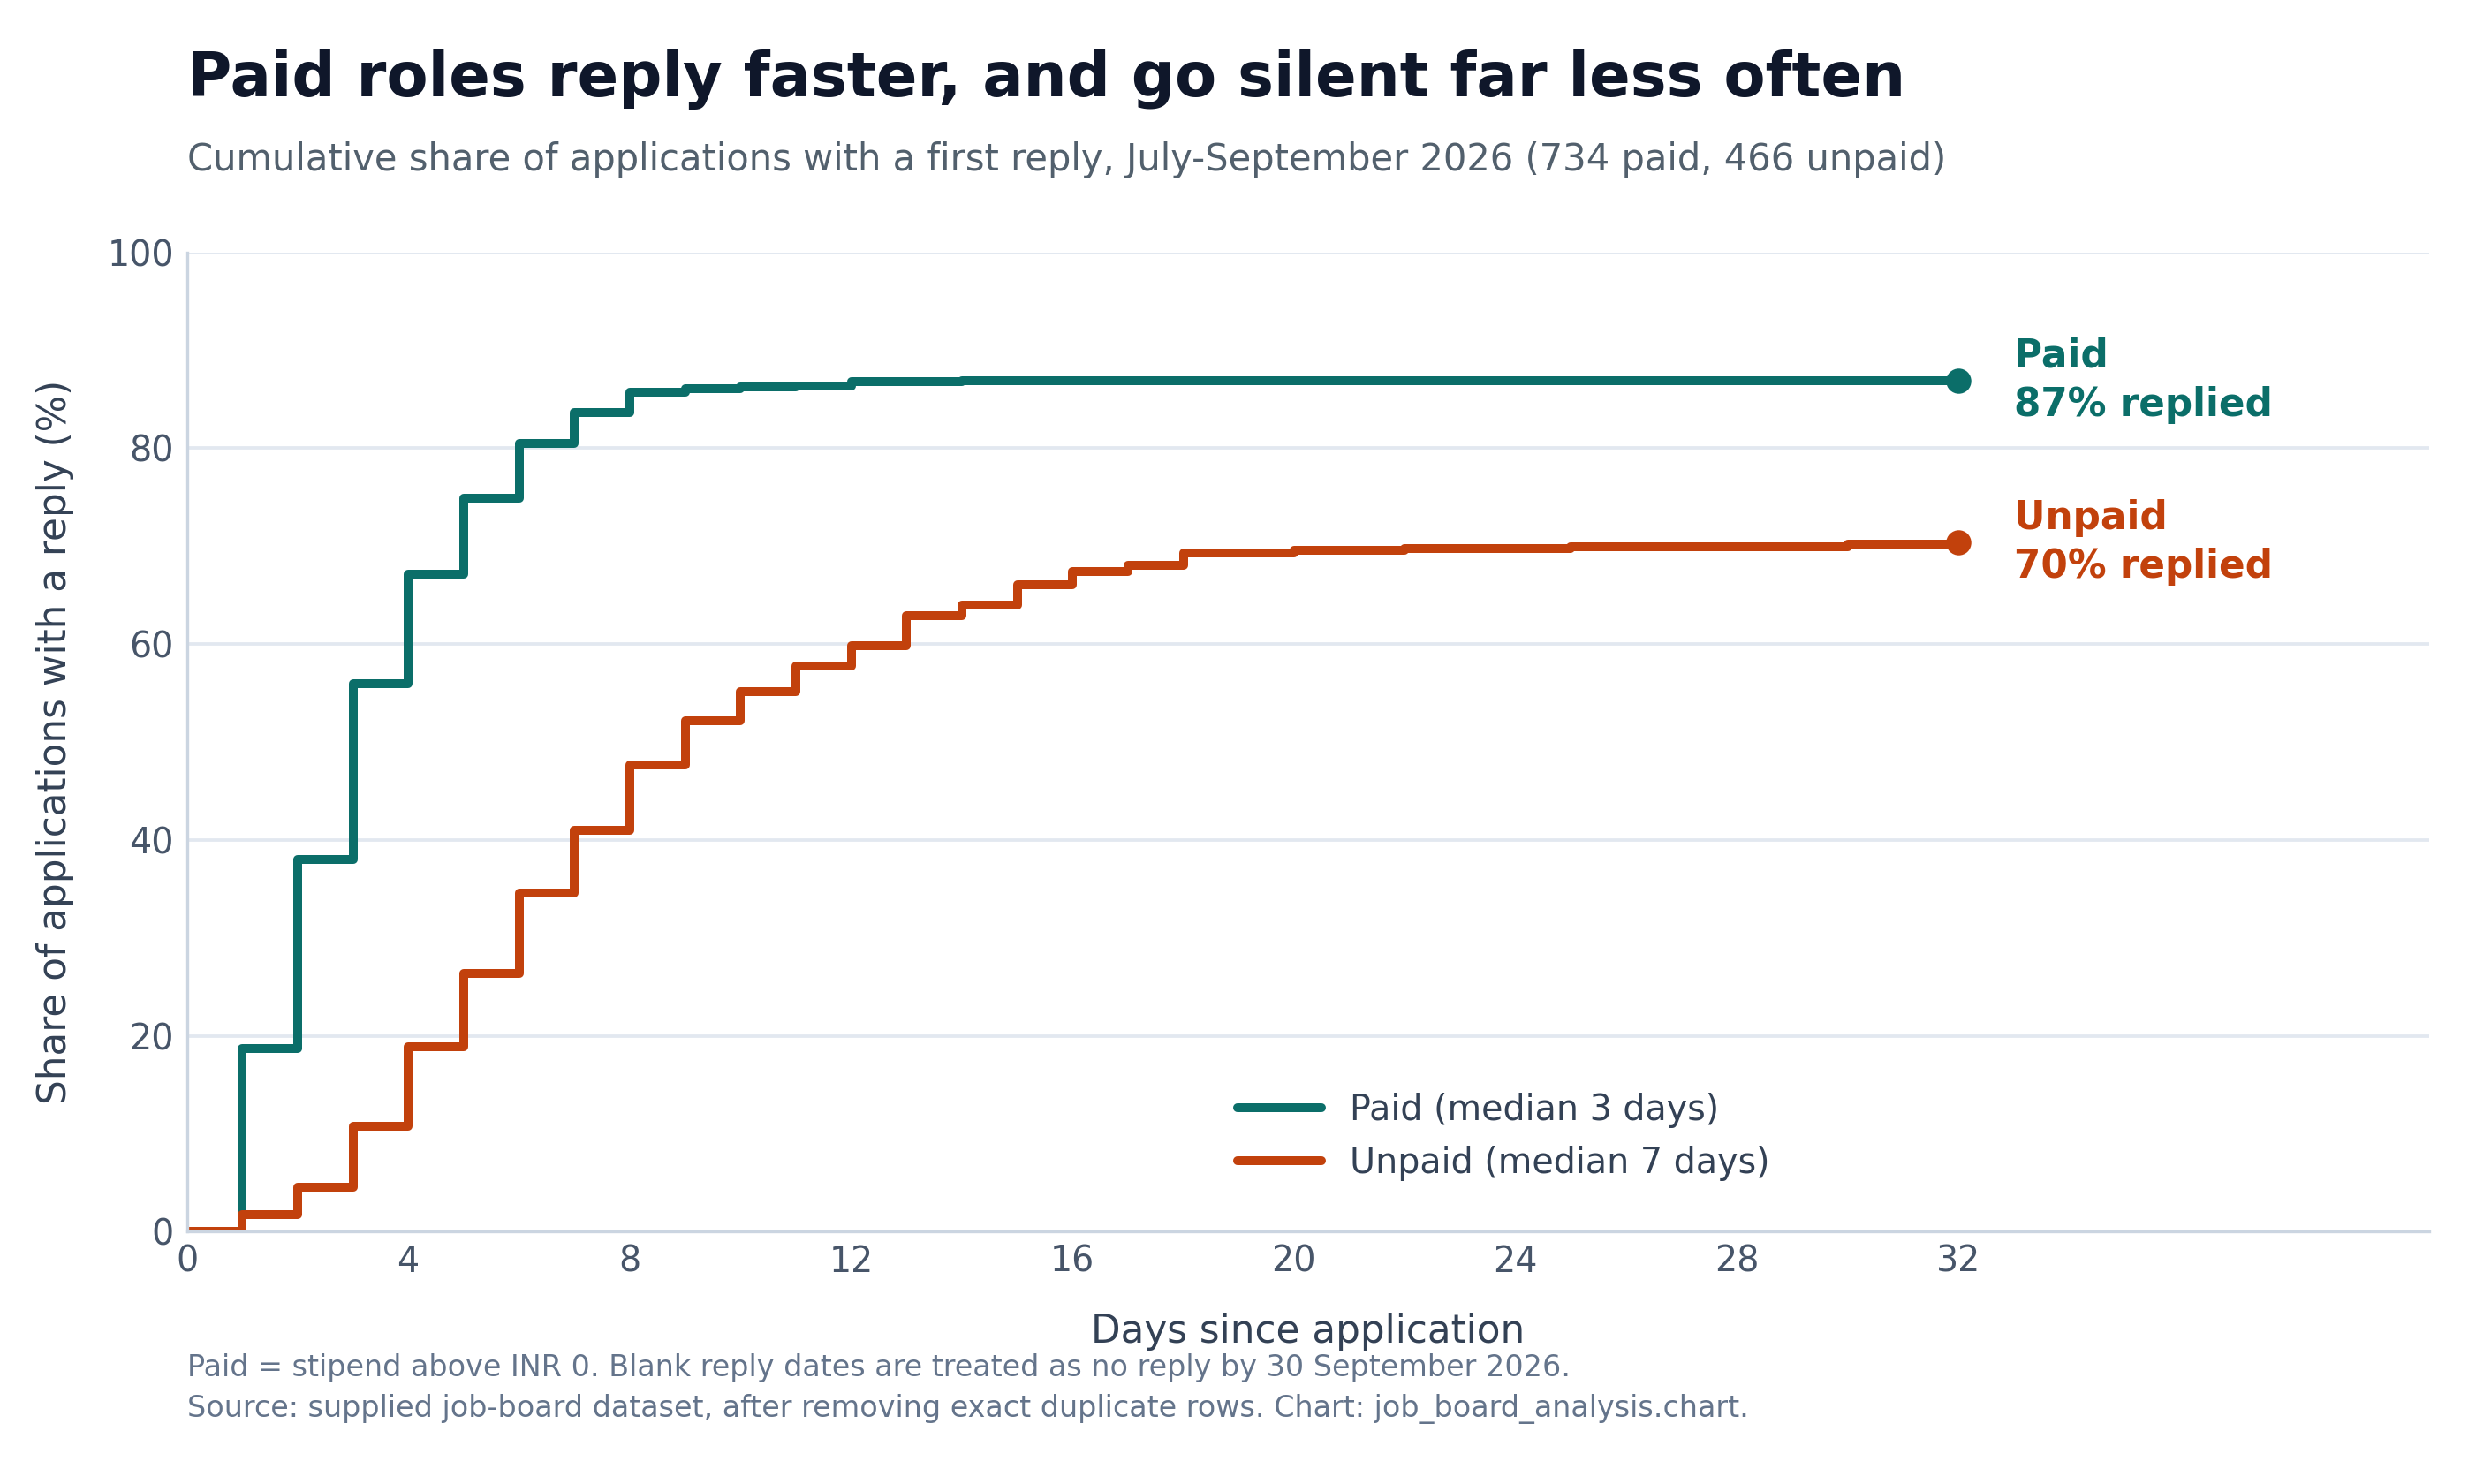 Paid roles reply faster, and go silent far less often
Cumulative share of applications with a first reply, July-September 2026 (734 paid, 466 unpaid)
Share of applications with a reply (%)
100
80
60
40
20
0
Paid
87% replied
Unpaid
70% replied
Paid (median 3 days)
Unpaid (median 7 days)
0 4 8 12 16 20 24 28 32
Days since application
Paid = stipend above INR 0. Blank reply dates are treated as no reply by 30 September 2026.
Source: supplied job-board dataset, after removing exact duplicate rows. Chart: job_board_analysis.chart.